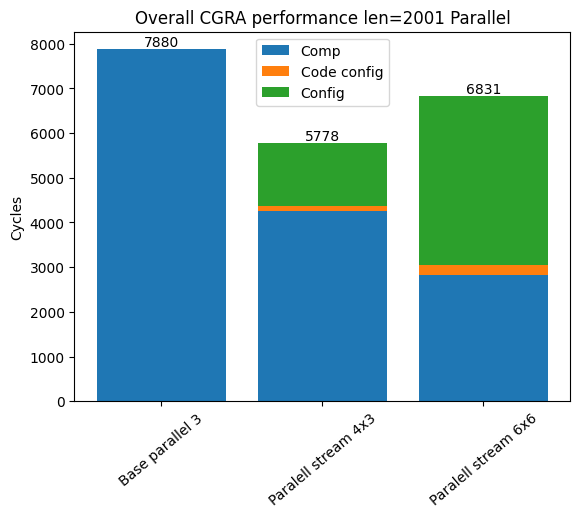 Overall CGRA performance len=2001 Parallel
Cycles
8000
7000
6000
5000
4000
3000
2000
1000
0
7880
5778
6831
Comp
Code config
Config
Base parallel 3
Paralell stream 4x3
Paralell stream 6x6